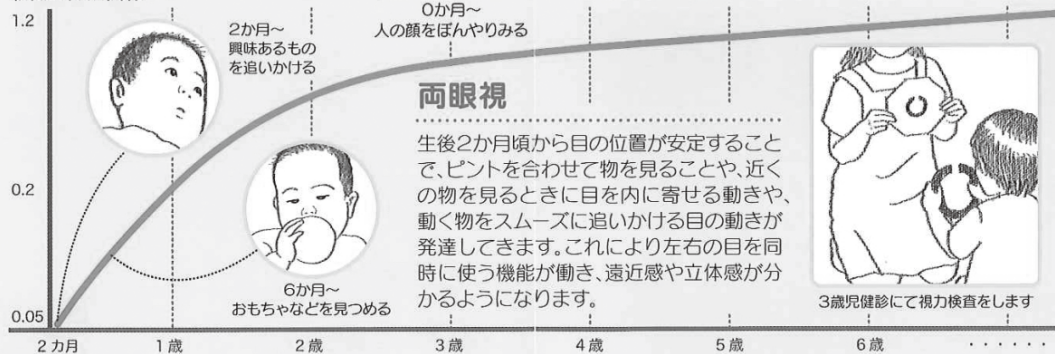 1.2
0か月〜
人の顔をぼんやりみる
2か月〜
興味あるもの
を追いかける
両眼視
生後2か月頃から目の位置が安定すること
で、ピントを合わせて物を見ることや、近く
の物を見るときに目を内に寄せる動きや、
動く物をスムーズに追いかける目の動きが
発達してきます。これにより左右の目を同
時に使う機能が働き、遠近感や立体感が分
かるようになります。
0.2
6か月〜
おもちゃなどを見つめる
3歳児健診にて視力検査をします
0.05
2カ月 1歳 2歳 3歳 4歳 5歳 6歳 ······